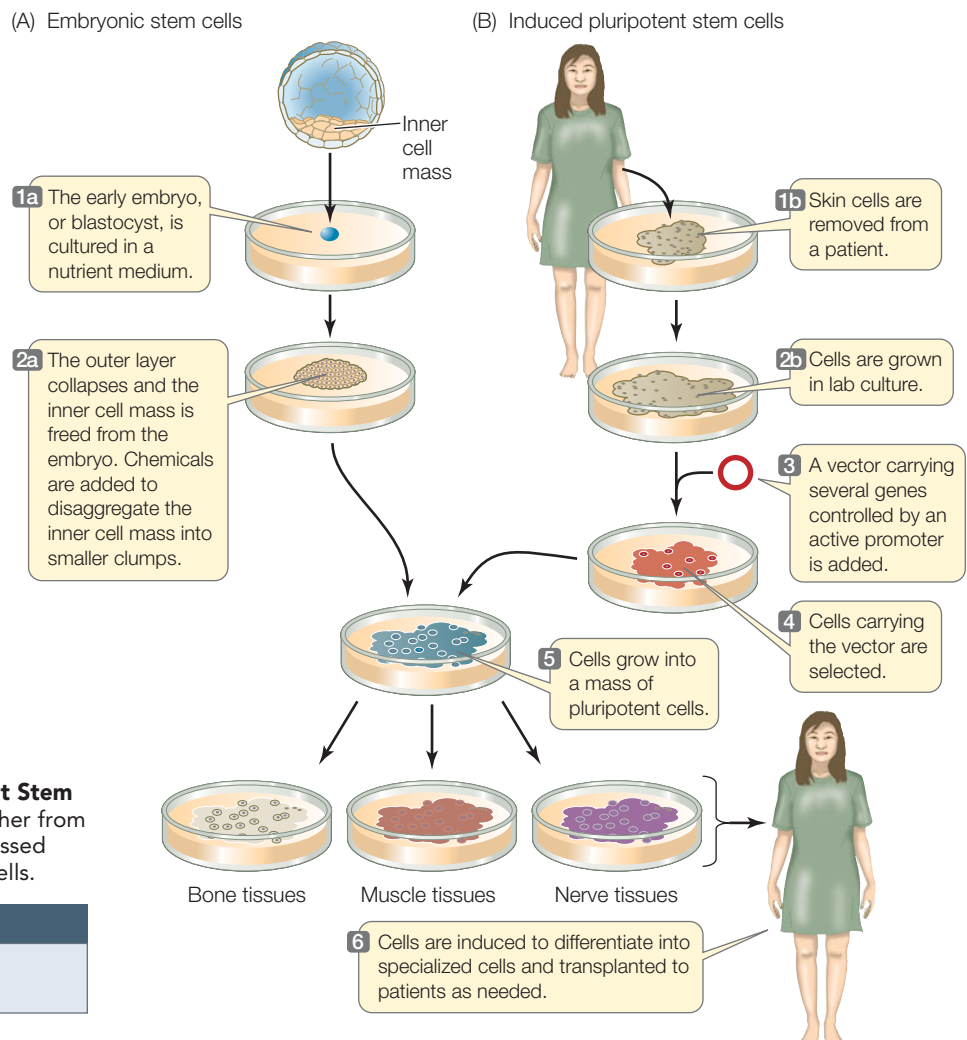 (A) Embryonic stem cells
Inner
cell
mass
1a The early embryo,
or blastocyst, is
cultured in a
nutrient medium.
2a The outer layer
collapses and the
inner cell mass is
freed from the
embryo. Chemicals
are added to
disaggregate the
inner cell mass into
smaller clumps.
(B) Induced pluripotent stem cells
1b Skin cells are
removed from
a patient.
2b Cells are grown
in lab culture.
3 A vector carrying
several genes
controlled by an
active promoter
is added.
4 Cells carrying
the vector are
selected.
5 Cells grow into
a mass of
pluripotent cells.
t Stem
her from
ssed
ells.
Bone tissues
Muscle tissues
Nerve tissues
6 Cells are induced to differentiate into
specialized cells and transplanted to
patients as needed.